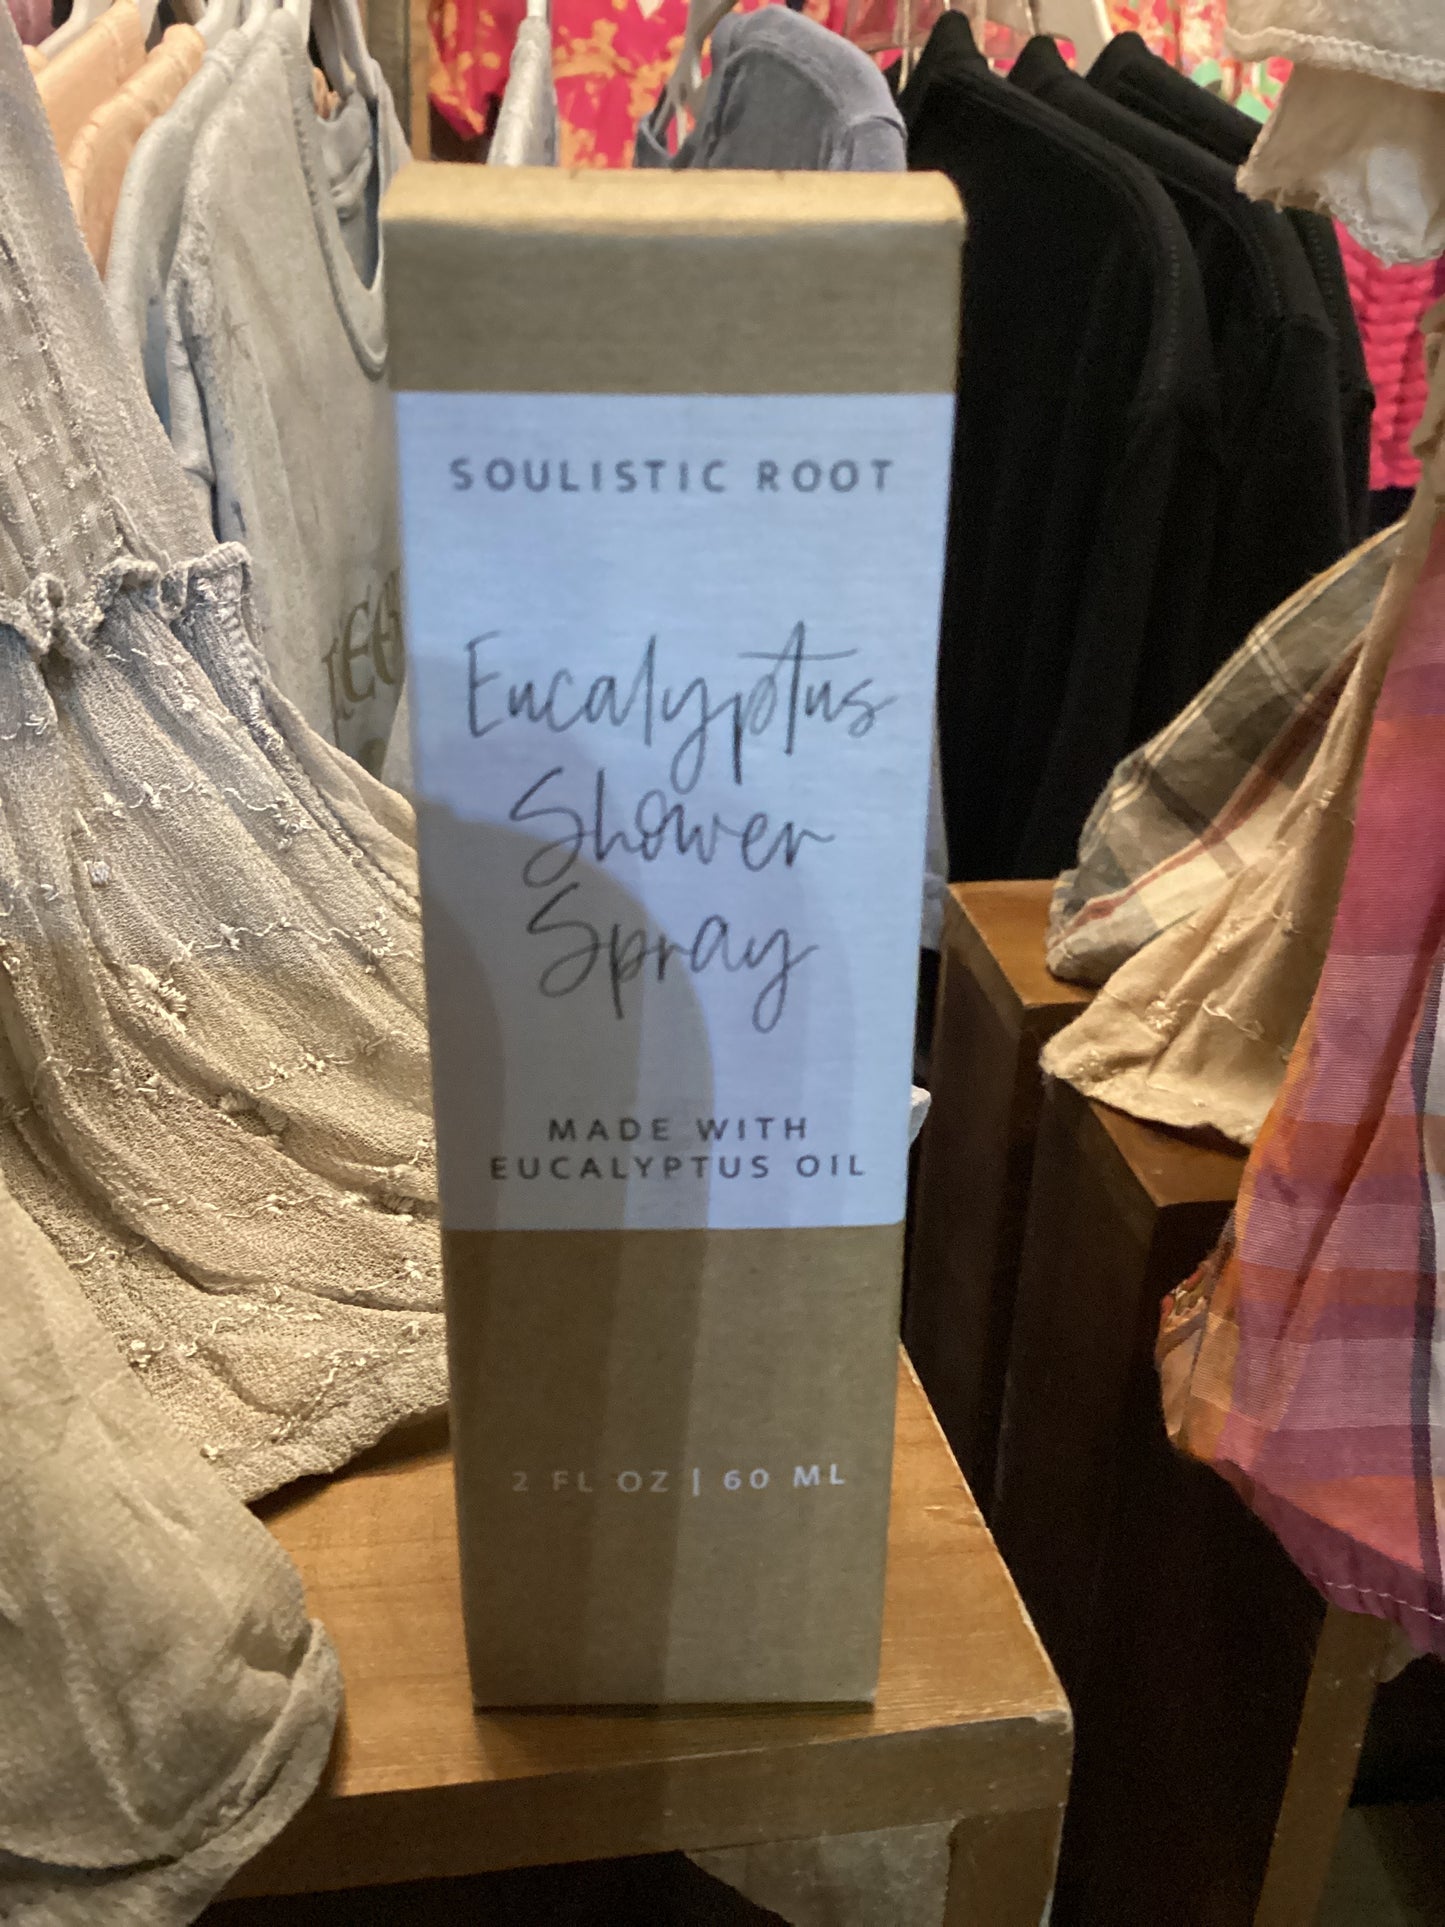 SOULISTIC ROOT
Eucalyptus
Shower
Spray
MADE WITH
EUCALYPTUS OIL
2 FL OZ | 60 ML